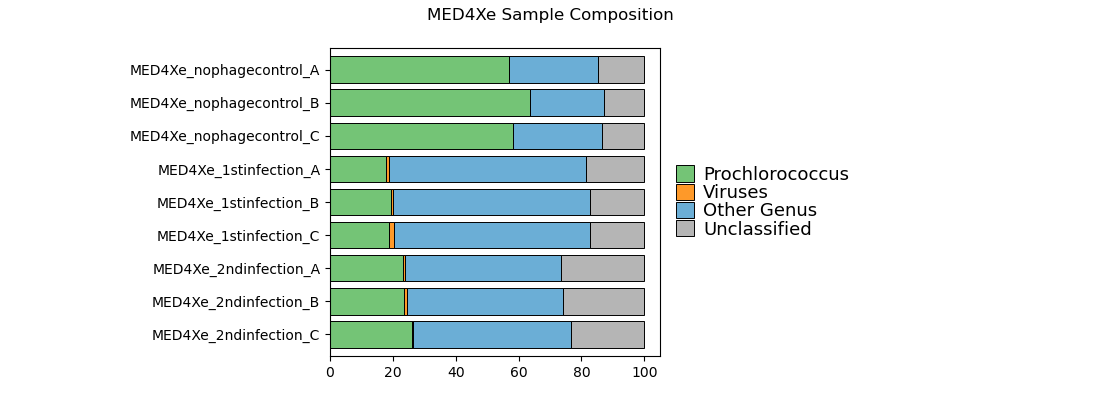 MED4Xe Sample Composition
MED4Xe_nophagecontrol_A
MED4Xe_nophagecontrol_B
MED4Xe_nophagecontrol_C
MED4Xe_1stinfection_A
MED4Xe_1stinfection_B
MED4Xe_1stinfection_C
MED4Xe_2ndinfection_A
MED4Xe_2ndinfection_B
MED4Xe_2ndinfection_C
0 20 40 60 80 100
Prochlorococcus
Viruses
Other Genus
Unclassified